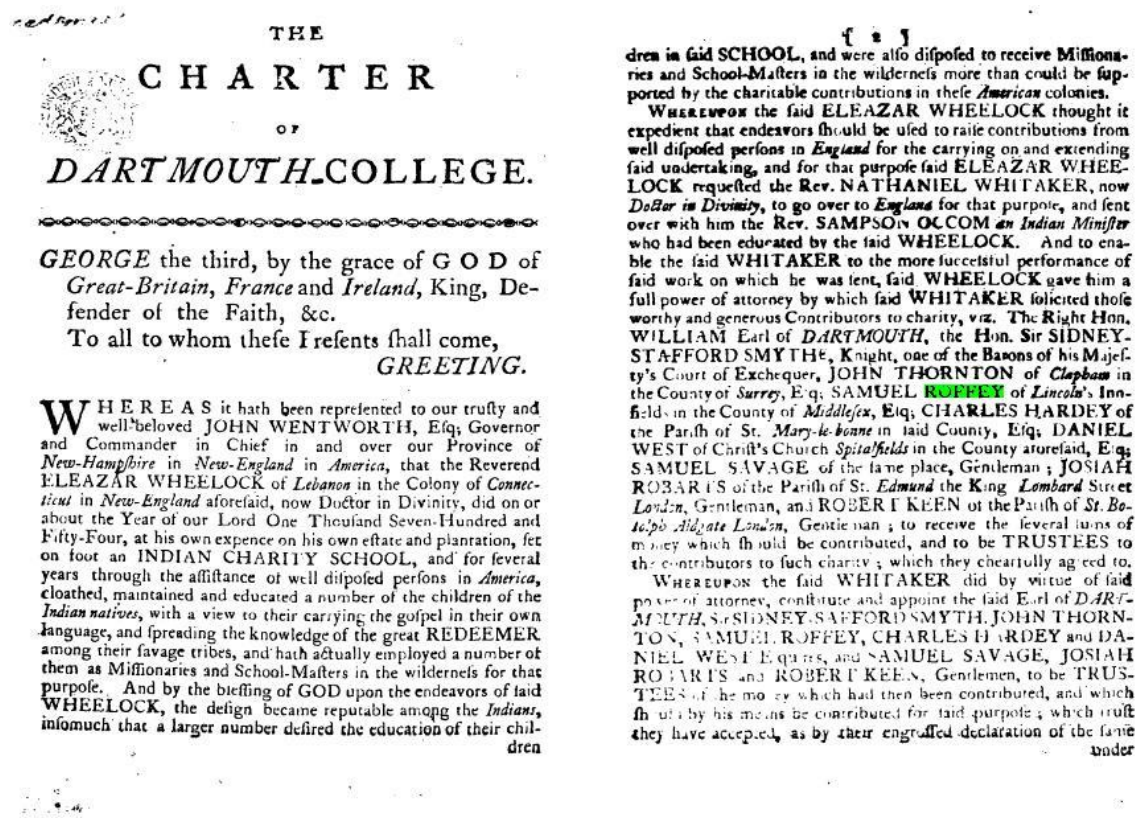 THE
CHARTER
OF
DARTMOUTH-COLLEGE.
GEORGE the third, by the grace of GOD of
Great-Britain, France and Ireland, King, De-
fender of the Faith, &c.
To all to whom theſe Preſents ſhall come,
GREETING.
WHEREAS it hath been repreſented to our truſty and
well-beloved JOHN WENTWORTH, Eſq; Governor
and Commander in Chief in and over our Province of
New-Hampſhire in New-England in America, that the Reverend
ELEAZAR WHEELOCK of Lebanon in the Colony of Connec-
ticut in New-England aforeſaid, now Doctor in Divinity, did on or
about the Year of our Lord One Thouſand Seven-Hundred and
Fifty-Four, at his own expence on his own eſtate and plantation, ſet
on foot an INDIAN CHARITY SCHOOL, and for ſeveral
years through the aſſiſtance of well diſpoſed perſons in America,
cloathed, maintained and educated a number of the children of the
Indian natives, with a view to their carrying the goſpel in their own
language, and ſpreading the knowledge of the great REDEEMER
among their ſavage tribes, and hath actually employed a number of
them as Miſſionaries and School-Maſters in the wilderneſs for that
purpoſe. And by the bleſſing of GOD upon the endeavors of ſaid
WHEELOCK, the deſign became reputable among the Indians,
inſomuch that a larger number deſired the education of their chil-
dren
[ 2 ]
dren in ſaid SCHOOL, and were alſo diſpoſed to receive Miſſiona-
ries and School-Maſters in the wilderneſs more than could be ſup-
ported by the charitable contributions in theſe American colonies.
WHEREUPON the ſaid ELEAZAR WHEELOCK thought it
expedient that endeavors ſhould be uſed to raiſe contributions from
well diſpoſed perſons in England for the carrying on and extending
ſaid undertaking, and for that purpoſe ſaid ELEAZAR WHEE-
LOCK requeſted the Rev. NATHANIEL WHITAKER, now
Doctor in Divinity, to go over to England for that purpoſe, and ſent
over with him the Rev. SAMPSON OCCOM an Indian Miniſter
who had been educated by the ſaid WHEELOCK. And to ena-
ble the ſaid WHITAKER to the more ſucceſsful performance of
ſaid work on which he was ſent, ſaid WHEELOCK gave him a
full power of attorney by which ſaid WHITAKER ſolicited thoſe
worthy and generous Contributors to charity, viz. The Right Hon.
WILLIAM Earl of DARTMOUTH, the Hon. Sir SIDNEY-
STAFFORD SMYTHE, Knight, one of the Barons of his Majeſ-
ty's Court of Exchequer, JOHN THORNTON of Clapham in
the County of Surrey, Eſq; SAMUEL ROFFEY of Lincoln's Inn-
fields in the County of Middleſex, Eſq; CHARLES HARDEY of
the Pariſh of St. Mary-le-bonne in ſaid County, Eſq; DANIEL
WEST of Chriſt's Church Spitalfields in the County aforeſaid, Eſq;
SAMUEL SAVAGE of the ſame place, Gentleman; JOSIAH
ROBARTS of the Pariſh of St. Edmund the King Lombard Street
London, Gentleman, and ROBERT KEEN of the Pariſh of St. Bo-
tolph Aldgate London, Gentleman; to receive the ſeveral ſums of
money which ſhould be contributed, and to be TRUSTEES to
the contributors to ſuch charity; which they chearfully agreed to.
WHEREUPON the ſaid WHITAKER did by virtue of ſaid
power of attorney, conſtitute and appoint the ſaid Earl of DART-
MOUTH, Sir SIDNEY-SAFFORD SMYTH, JOHN THORN-
TON, SAMUEL ROFFEY, CHARLES HARDEY and DA-
NIEL WEST Eſquires, and SAMUEL SAVAGE, JOSIAH
ROBARTS and ROBERT KEEN, Gentlemen, to be TRUS-
TEES of the money which had then been contributed, and which
ſhould by his means be contributed for ſaid purpoſe; which truſt
they have accepted, as by their engroſſed declaration of the ſame
under